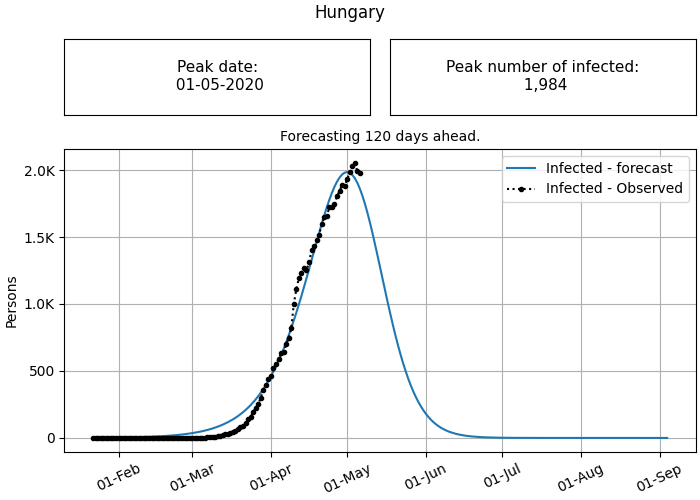 Hungary
Peak date:
01-05-2020
Peak number of infected:
1,984
Forecasting 120 days ahead.
Infected - forecast
Infected - Observed
2.0K
1.5K
1.0K
500
0
Persons
01-Feb
01-Mar
01-Apr
01-May
01-Jun
01-Jul
01-Aug
01-Sep